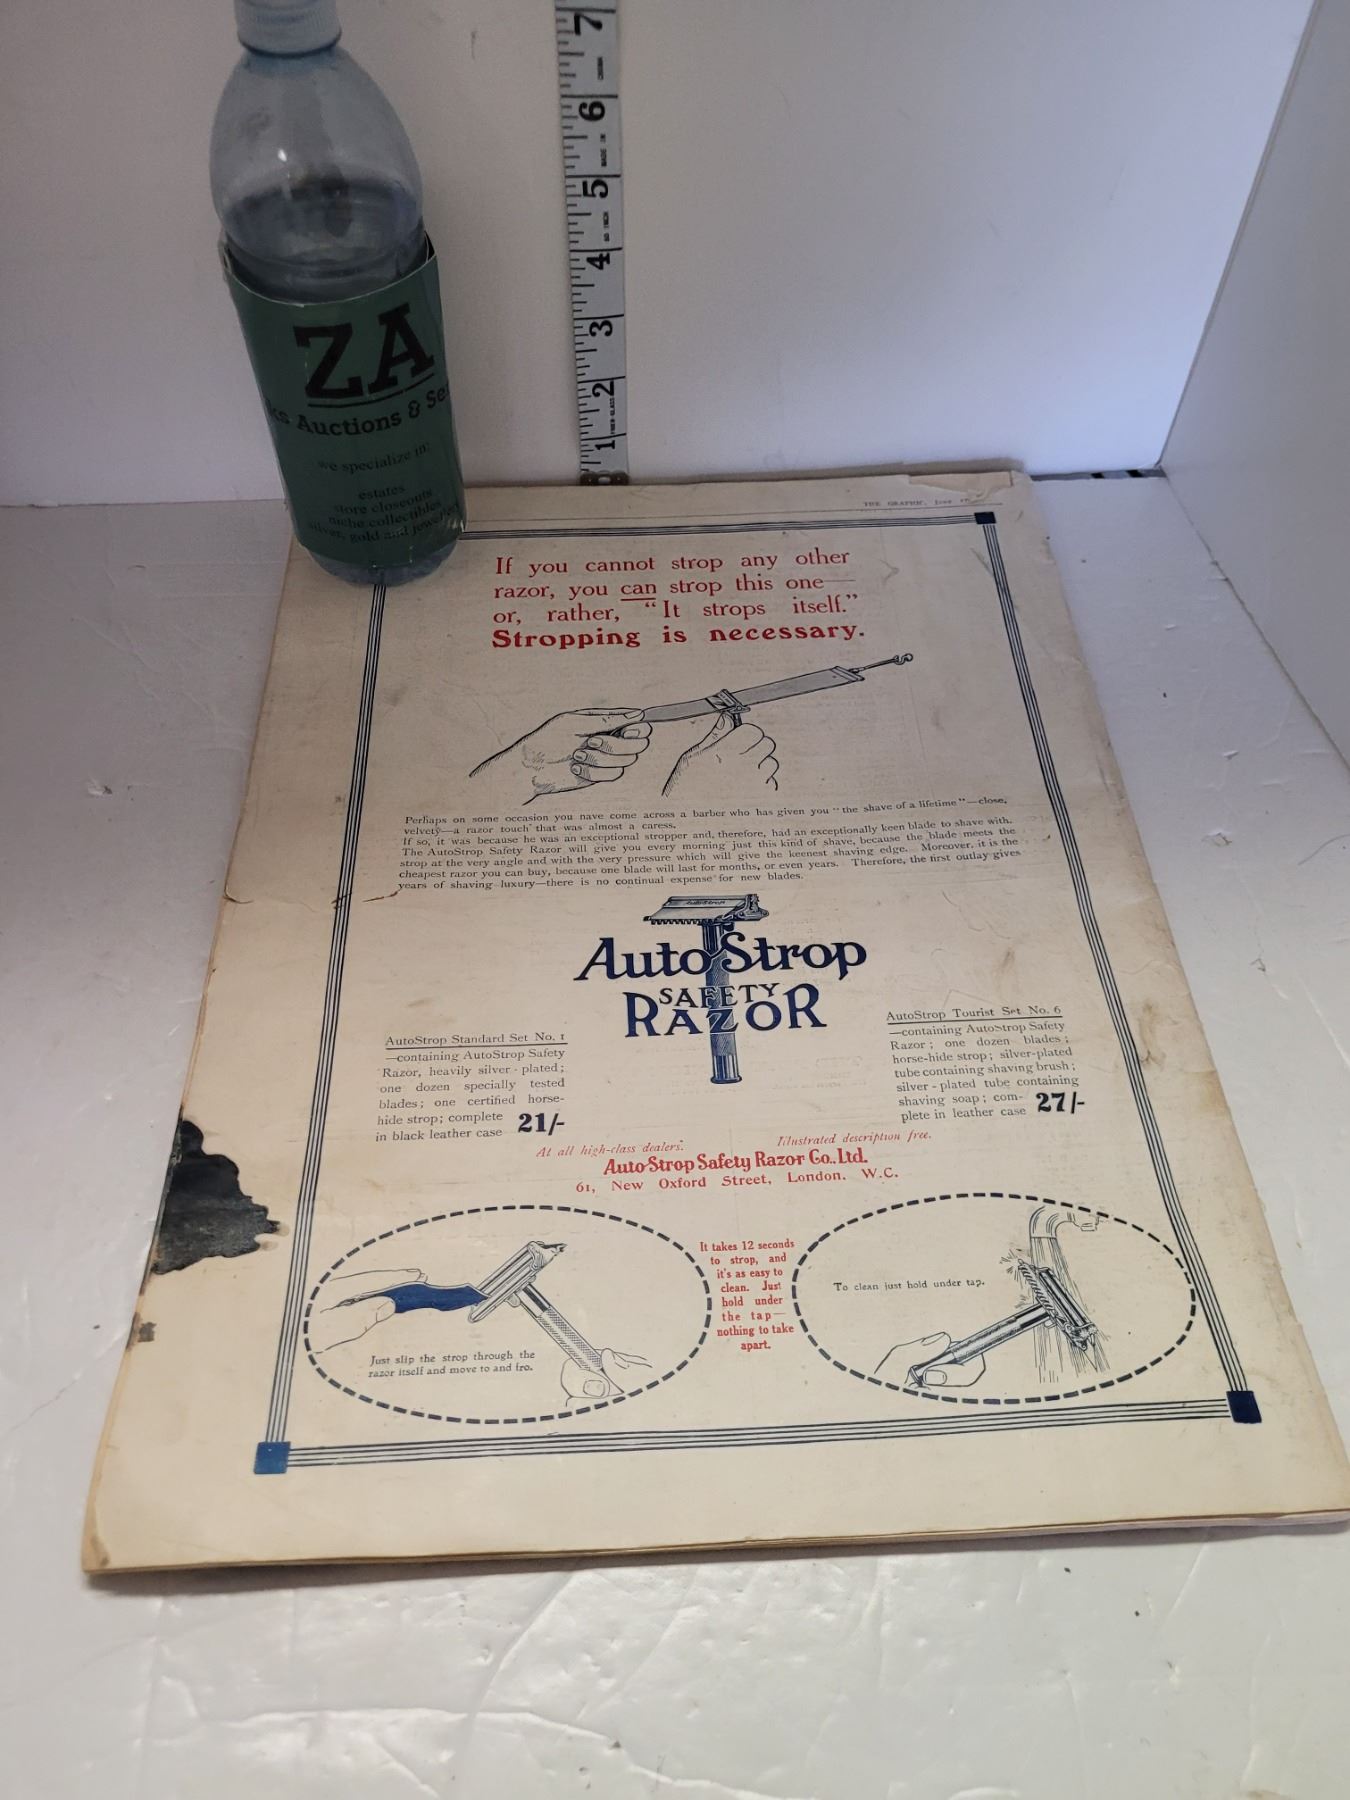 7
6
5
4
3
2
1
MADE IN
60 INCH
ZA
ks Auctions & Se
we specialize in:
estates
store closeouts
niche collectibles
silver, gold and jewelle
THE GRAPHIC, June
If you cannot strop any other
razor, you can strop this one—
or, rather, "It strops itself."
Stropping is necessary.
Perhaps on some occasion you have come across a barber who has given you "the shave of a lifetime"—close,
velvety—a razor touch that was almost a caress.
If so, it was because he was an exceptional stropper and, therefore, had an exceptionally keen blade to shave with.
The AutoStrop Safety Razor will give you every morning just this kind of shave, because the blade meets the
strop at the very angle and with the very pressure which will give the keenest shaving edge. Moreover, it is the
cheapest razor you can buy, because one blade will last for months, or even years. Therefore, the first outlay gives
years of shaving luxury—there is no continual expense for new blades.
AutoStrop
AutoStrop
SAFETY
RAZOR
AutoStrop Standard Set No. 1
—containing AutoStrop Safety
Razor, heavily silver-plated;
one dozen specially tested
blades; one certified horse-
hide strop; complete
in black leather case 21/-
AutoStrop Tourist Set No. 6
—containing AutoStrop Safety
Razor; one dozen blades;
horse-hide strop; silver-plated
tube containing shaving brush;
silver-plated tube containing
shaving soap; com-
plete in leather case 27/-
At all high-class dealers. Illustrated description free.
AutoStrop Safety Razor Co., Ltd.
61, New Oxford Street, London. W.C.
It takes 12 seconds
to strop, and
it's as easy to
clean. Just
hold under
the tap—
nothing to take
apart.
Just slip the strop through the
razor itself and move to and fro.
To clean just hold under tap.